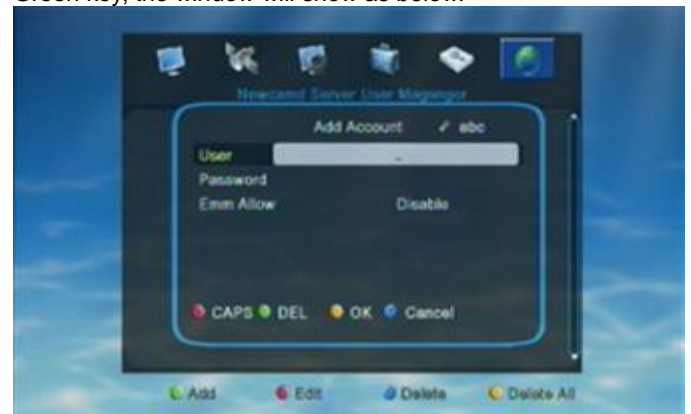 Green key, the window will show as below:
Newcamd Server User Magangor
Add Account abc
User
Password
Emm Allow Disable
CAPS DEL OK Cancel
Add Edit Delete Delete All